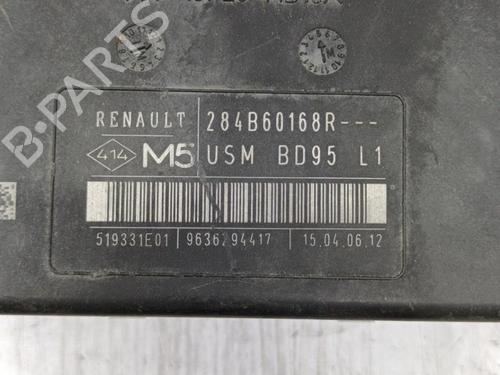 RENAULT 284B60168R---
414 M5 USM BD95 L1
519331E01 9636294417 15.04.06.12
B-PARTS